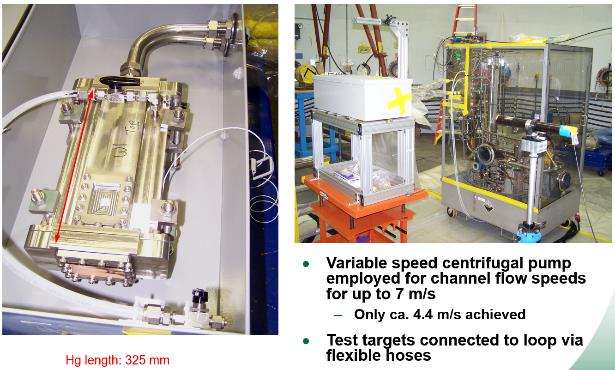 Hg length: 325 mm
Variable speed centrifugal pump
employed for channel flow speeds
for up to 7 m/s
– Only ca. 4.4 m/s achieved
Test targets connected to loop via
flexible hoses